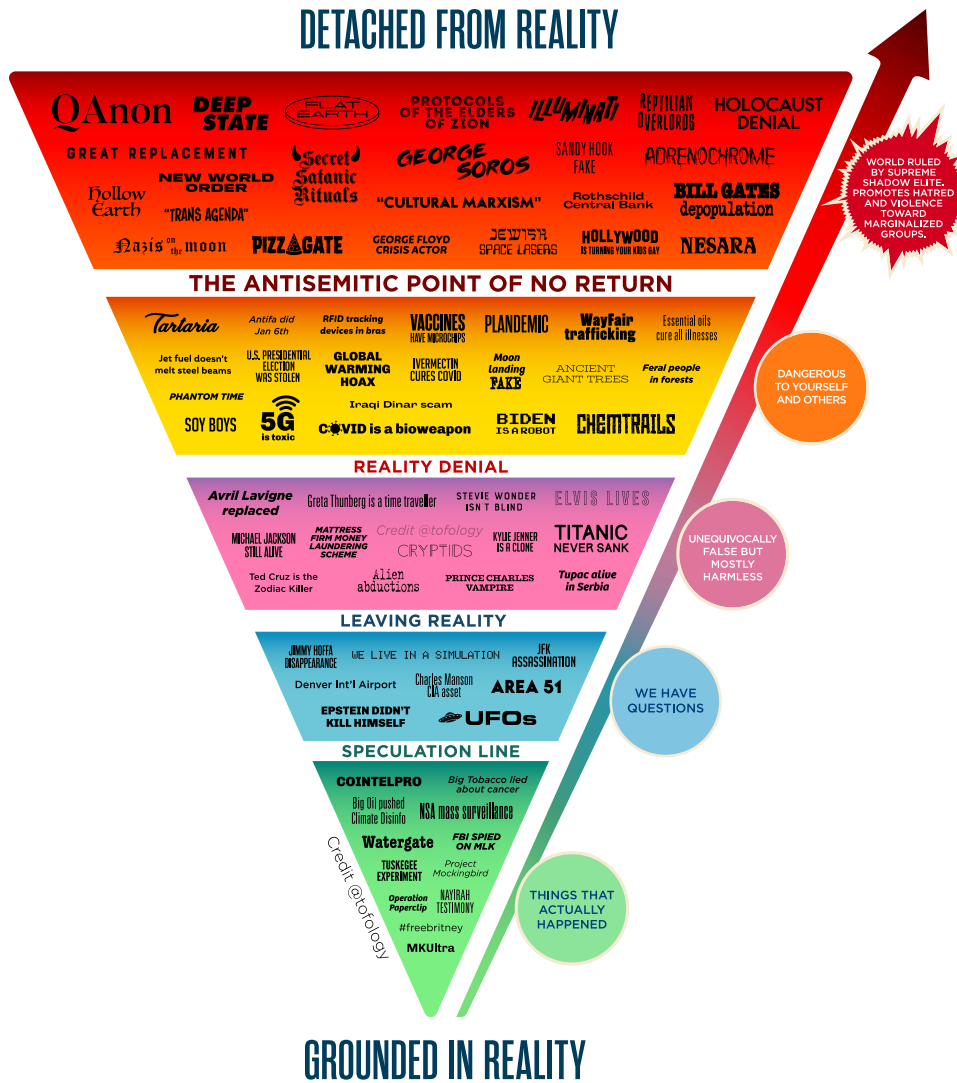 DETACHED FROM REALITY
QAnon
DEEP
STATE
FLAT
EARTH
PROTOCOLS
OF THE ELDERS
OF ZION
ILLUMINATI
REPTILIAN
OVERLORDS
HOLOCAUST
DENIAL
GREAT REPLACEMENT
Secret
Satanic
Rituals
GEORGE
SOROS
SANDY HOOK
FAKE
ADRENOCHROME
Hollow
Earth
NEW WORLD
ORDER
"TRANS AGENDA"
"CULTURAL MARXISM"
Rothschild
Central Bank
BILL GATES
depopulation
Nazis on
the moon
PIZZAGATE
GEORGE FLOYD
CRISIS ACTOR
JEWISH
SPACE LASERS
HOLLYWOOD
IS TURNING YOUR KIDS GAY
NESARA
WORLD RULED
BY SUPREME
SHADOW ELITE.
PROMOTES HATRED
AND VIOLENCE
TOWARD
MARGINALIZED
GROUPS.
THE ANTISEMITIC POINT OF NO RETURN
Tartaria
Antifa did
Jan 6th
RFID tracking
devices in bras
VACCINES
HAVE MICROCHIPS
PLANDEMIC
WayFair
trafficking
Essential oils
cure all illnesses
Jet fuel doesn't
melt steel beams
U.S. PRESIDENTIAL
ELECTION
WAS STOLEN
GLOBAL
WARMING
HOAX
IVERMECTIN
CURES COVID
Moon
landing
FAKE
ANCIENT
GIANT TREES
Feral people
in forests
PHANTOM TIME
SOY BOYS
5G
is toxic
Iraqi Dinar scam
COVID is a bioweapon
BIDEN
IS A ROBOT
CHEMTRAILS
DANGEROUS
TO YOURSELF
AND OTHERS
REALITY DENIAL
Avril Lavigne
replaced
Greta Thunberg is a time traveller
STEVIE WONDER
ISN'T BLIND
ELVIS LIVES
MICHAEL JACKSON
STILL ALIVE
MATTRESS
FIRM MONEY
LAUNDERING
SCHEME
Credit @tofology
CRYPTIDS
KYLIE JENNER
IS A CLONE
TITANIC
NEVER SANK
Ted Cruz is the
Zodiac Killer
Alien
abductions
PRINCE CHARLES
VAMPIRE
Tupac alive
in Serbia
UNEQUIVOCALLY
FALSE BUT
MOSTLY
HARMLESS
LEAVING REALITY
JIMMY HOFFA
DISAPPEARANCE
WE LIVE IN A SIMULATION
JFK
ASSASSINATION
Denver Int'l Airport
Charles Manson
CIA asset
AREA 51
EPSTEIN DIDN'T
KILL HIMSELF
UFOs
WE HAVE
QUESTIONS
SPECULATION LINE
COINTELPRO
Big Tobacco lied
about cancer
Big Oil pushed
Climate Disinfo
NSA mass surveillance
Watergate
FBI SPIED
ON MLK
TUSKEGEE
EXPERIMENT
Project
Mockingbird
Operation
Paperclip
NAYIRAH
TESTIMONY
#freebritney
MKUltra
Credit @tofology
THINGS THAT
ACTUALLY
HAPPENED
GROUNDED IN REALITY